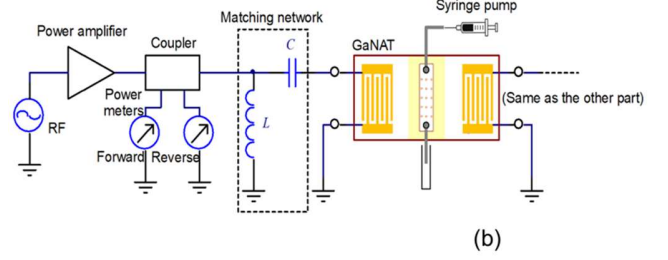 Syringe pump
Matching network
Power amplifier
Coupler
C
GaNAT
Power
meters
RF
Forward
Reverse
L
(Same as the other part)
(b)